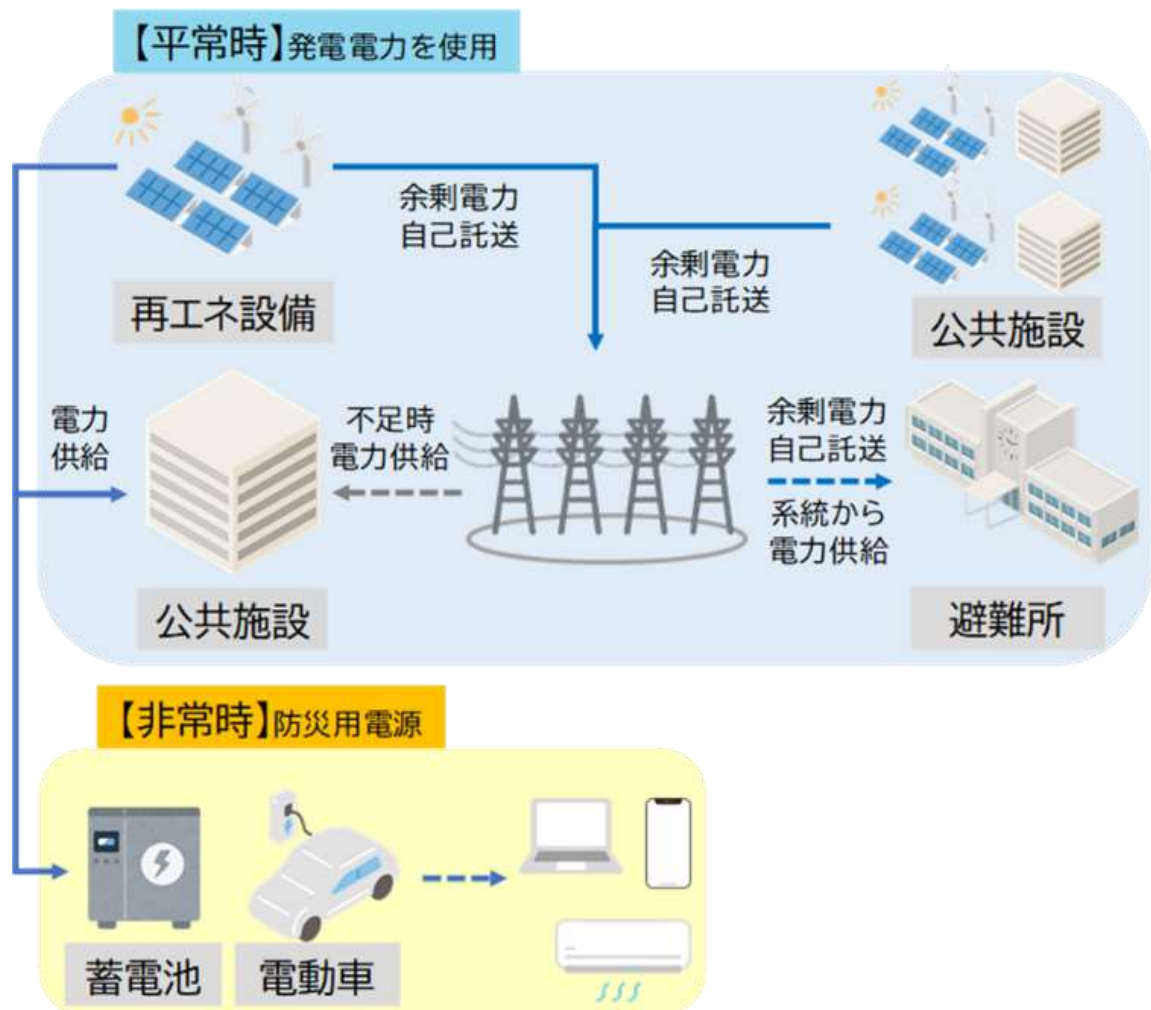 【平常時】発電電力を使用
余剰電力
自己託送
余剰電力
自己託送
再エネ設備
公共施設
電力
供給
不足時
電力供給
余剰電力
自己託送
系統から
電力供給
公共施設
避難所
【非常時】防災用電源
蓄電池
電動車